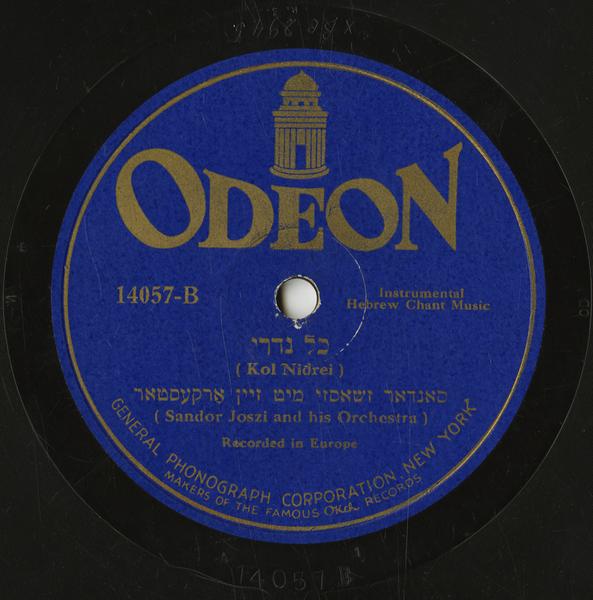 ODEON
14057-B
Instrumental
Hebrew Chant Music
כל נדרי
( Kol Nidrei )
סאנדאר זשאסזי מיט זיין ארקעסטאר
( Sandor Joszi and his Orchestra )
Recorded in Europe
GENERAL PHONOGRAPH CORPORATION, NEW YORK
MAKERS OF THE FAMOUS OKeh RECORDS
14057 B